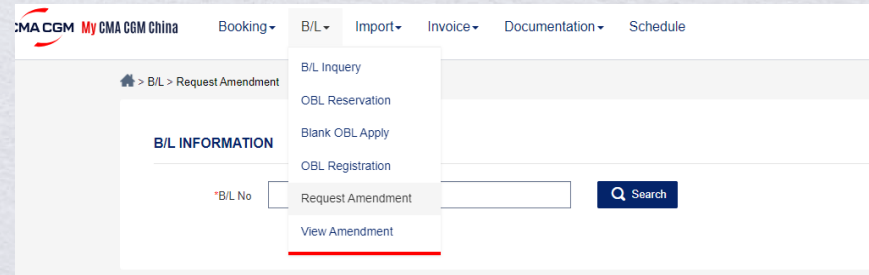 CMA CGM My CMA CGM China Booking B/L Import Invoice Documentation Schedule
> B/L > Request Amendment
B/L Inquery
OBL Reservation
Blank OBL Apply
OBL Registration
Request Amendment
View Amendment
B/L INFORMATION
*B/L No
Search